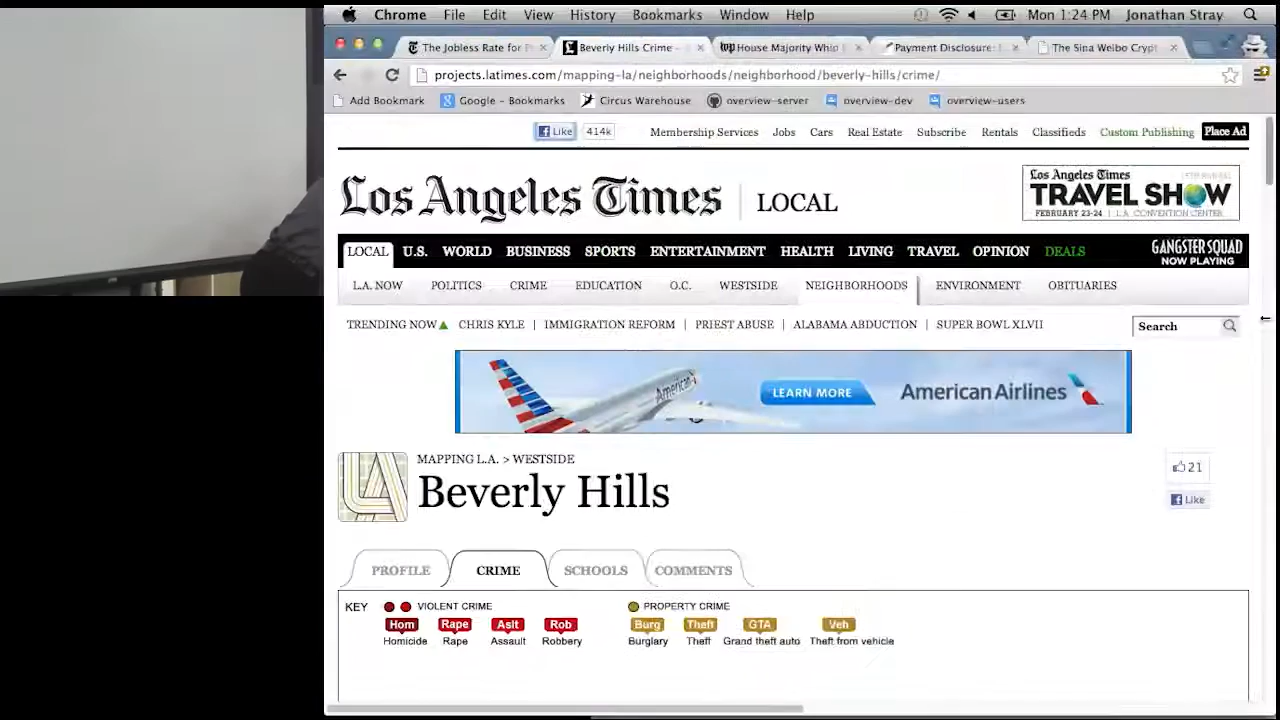 Chrome File Edit View History Bookmarks Window Help Mon 1:24 PM Jonathan Stray
The Jobless Rate for P Beverly Hills Crime – House Majority Whip Payment Disclosure: The Sina Weibo Crypt
projects.latimes.com/mapping-la/neighborhoods/neighborhood/beverly-hills/crime/
Add Bookmark Google - Bookmarks Circus Warehouse overview-server overview-dev overview-users
Like 414k Membership Services Jobs Cars Real Estate Subscribe Rentals Classifieds Custom Publishing Place Ad
Los Angeles Times LOCAL
Los Angeles Times
TRAVEL SHOW
FEBRUARY 23-24 | L.A. CONVENTION CENTER
LOCAL U.S. WORLD BUSINESS SPORTS ENTERTAINMENT HEALTH LIVING TRAVEL OPINION DEALS GANGSTER SQUAD
NOW PLAYING
L.A. NOW POLITICS CRIME EDUCATION O.C. WESTSIDE NEIGHBORHOODS ENVIRONMENT OBITUARIES
TRENDING NOW CHRIS KYLE | IMMIGRATION REFORM | PRIEST ABUSE | ALABAMA ABDUCTION | SUPER BOWL XLVII Search
American LEARN MORE American Airlines
MAPPING L.A. > WESTSIDE
LA Beverly Hills 21
Like
PROFILE CRIME SCHOOLS COMMENTS
KEY VIOLENT CRIME PROPERTY CRIME
Hom Rape Aslt Rob Burg Theft GTA Veh
Homicide Rape Assault Robbery Burglary Theft Grand theft auto Theft from vehicle